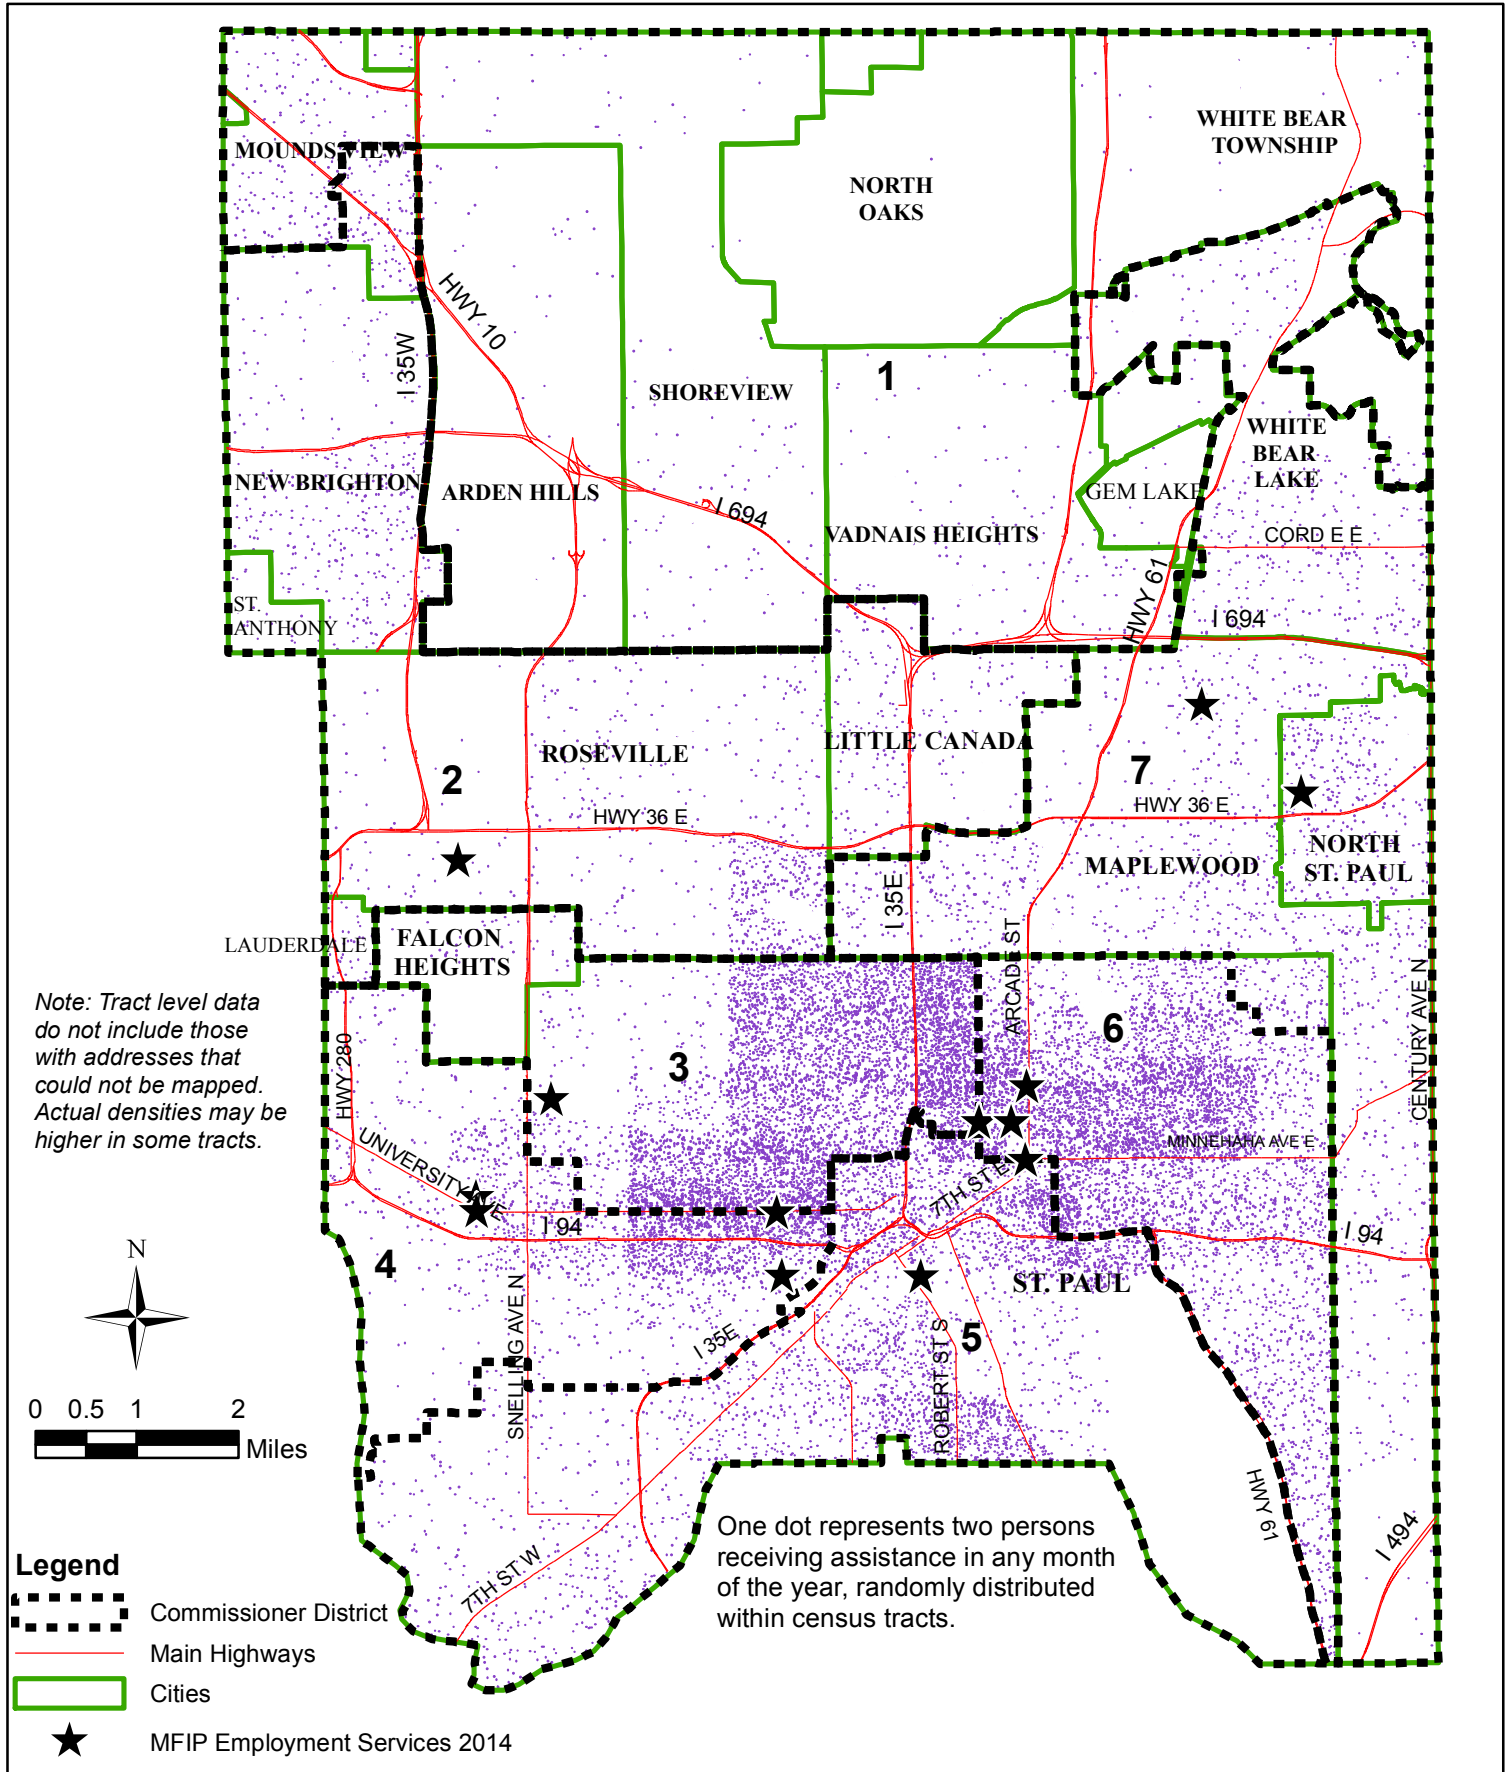 WHITE BEAR
TOWNSHIP
MOUNDS VIEW
NORTH
OAKS
HWY 10
I 35W
1
SHOREVIEW
WHITE
BEAR
LAKE
NEW BRIGHTON
ARDEN HILLS
GEM LAKE
I 694
VADNAIS HEIGHTS
CORD E E
HWY 61
ST.
ANTHONY
I 694
ROSEVILLE
LITTLE CANADA
2
7
HWY 36 E
HWY 36 E
MAPLEWOOD
NORTH
ST. PAUL
I 35E
LAUDERDALE
FALCON
HEIGHTS
ARCADE ST
CENTURY AVE N
Note: Tract level data
do not include those
with addresses that
could not be mapped.
Actual densities may be
higher in some tracts.
HWY 280
3
6
UNIVERSITY AVE
MINNEHAHA AVE E
7TH ST E
I 94
I 94
4
N
ST. PAUL
SNELLING AVE N
I 35E
ROBERT ST S
5
0 0.5 1 2
Miles
HWY 61
I 494
One dot represents two persons
receiving assistance in any month
of the year, randomly distributed
within census tracts.
7TH ST W
Legend
Commissioner District
Main Highways
Cities
MFIP Employment Services 2014